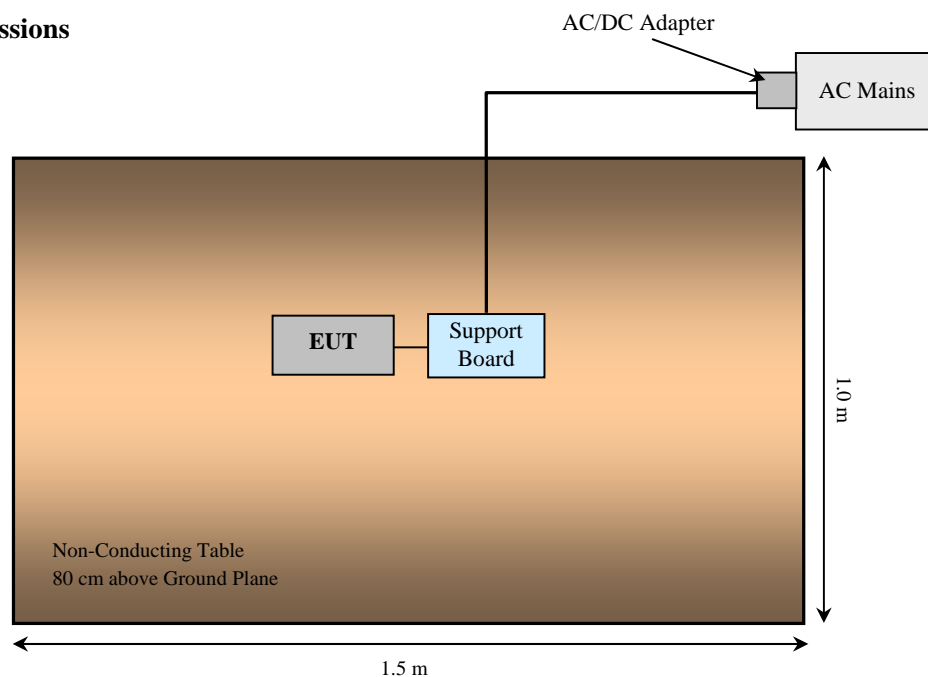 ssions
AC/DC Adapter
AC Mains
EUT
Support
Board
1.0 m
Non-Conducting Table
80 cm above Ground Plane
1.5 m